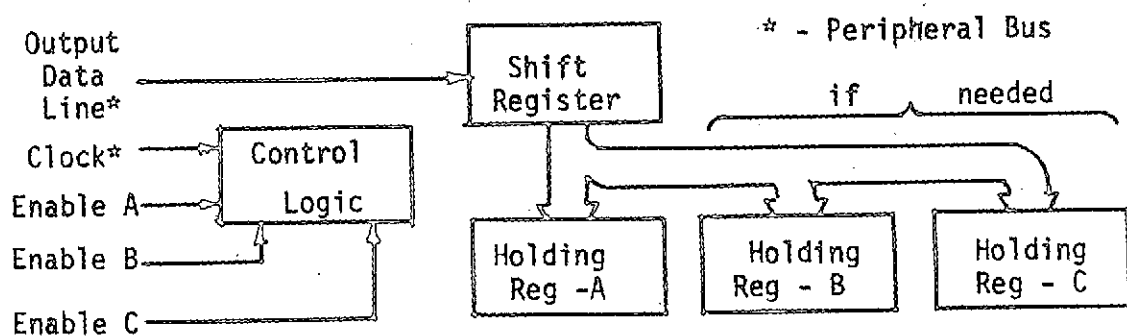 Output
Data
Line*
Clock*
Enable A
Enable B
Enable C
Control
Logic
Shift
Register
* - Peripheral Bus
if needed
Holding
Reg -A
Holding
Reg - B
Holding
Reg - C